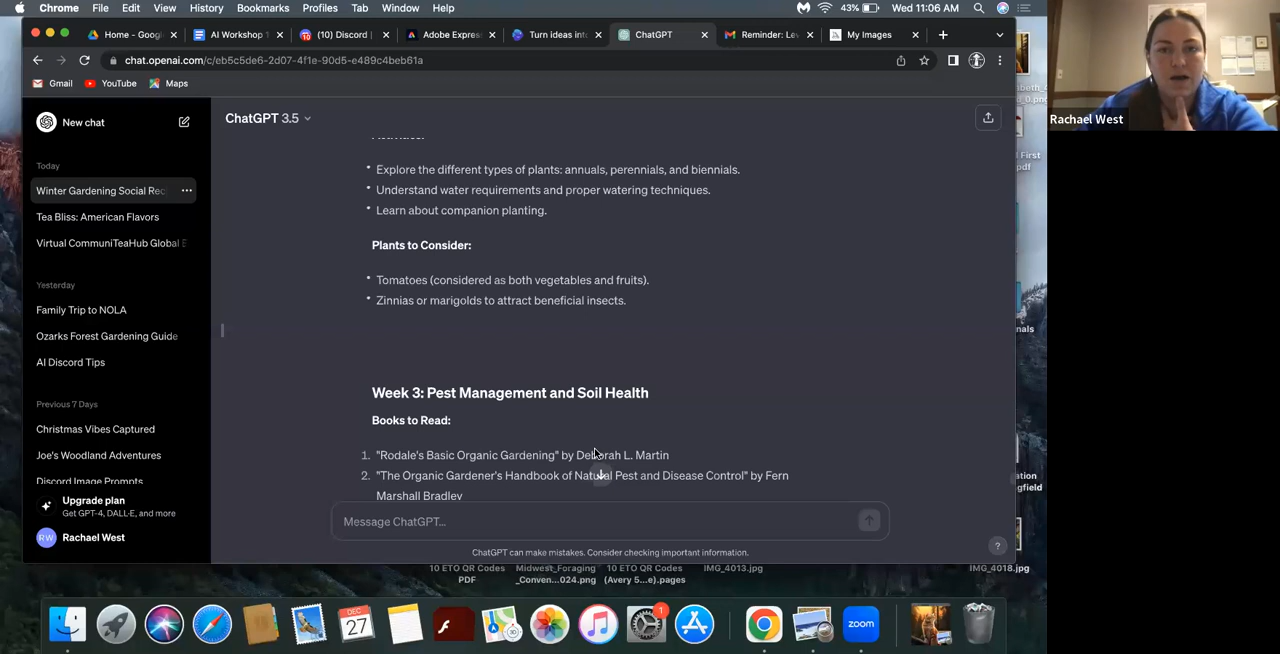 Chrome File Edit View History Bookmarks Profiles Tab Window Help 43% Wed 11:06 AM
Home - Googl AI Workshop (10) Discord | Adobe Expres Turn ideas int ChatGPT Reminder: Le My Images
chat.openai.com/c/eb5c5de6-2d07-4f1e-90d5-e489c4beb61a
Gmail YouTube Maps
New chat
Today
Winter Gardening Social Rec
Tea Bliss: American Flavors
Virtual CommuniTeaHub Global
Yesterday
Family Trip to NOLA
Ozarks Forest Gardening Guide
AI Discord Tips
Previous 7 Days
Christmas Vibes Captured
Joe's Woodland Adventures
Discord Image Prompts
Upgrade plan
Get GPT-4, DALL·E, and more
RW Rachael West
ChatGPT 3.5
Explore the different types of plants: annuals, perennials, and biennials.
Understand water requirements and proper watering techniques.
Learn about companion planting.
Plants to Consider:
Tomatoes (considered as both vegetables and fruits).
Zinnias or marigolds to attract beneficial insects.
Week 3: Pest Management and Soil Health
Books to Read:
1. "Rodale's Basic Organic Gardening" by Deborah L. Martin
2. "The Organic Gardener's Handbook of Natural Pest and Disease Control" by Fern
Marshall Bradley
Message ChatGPT...
ChatGPT can make mistakes. Consider checking important information.
?
Rachael West
10 ETO QR Codes Midwest_Foraging 10 ETO QR Codes IMG_4013.jpg IMG_4018.jpg
PDF _Conven...024.png (Avery 5...e).pages
DEC
27
1
zoom